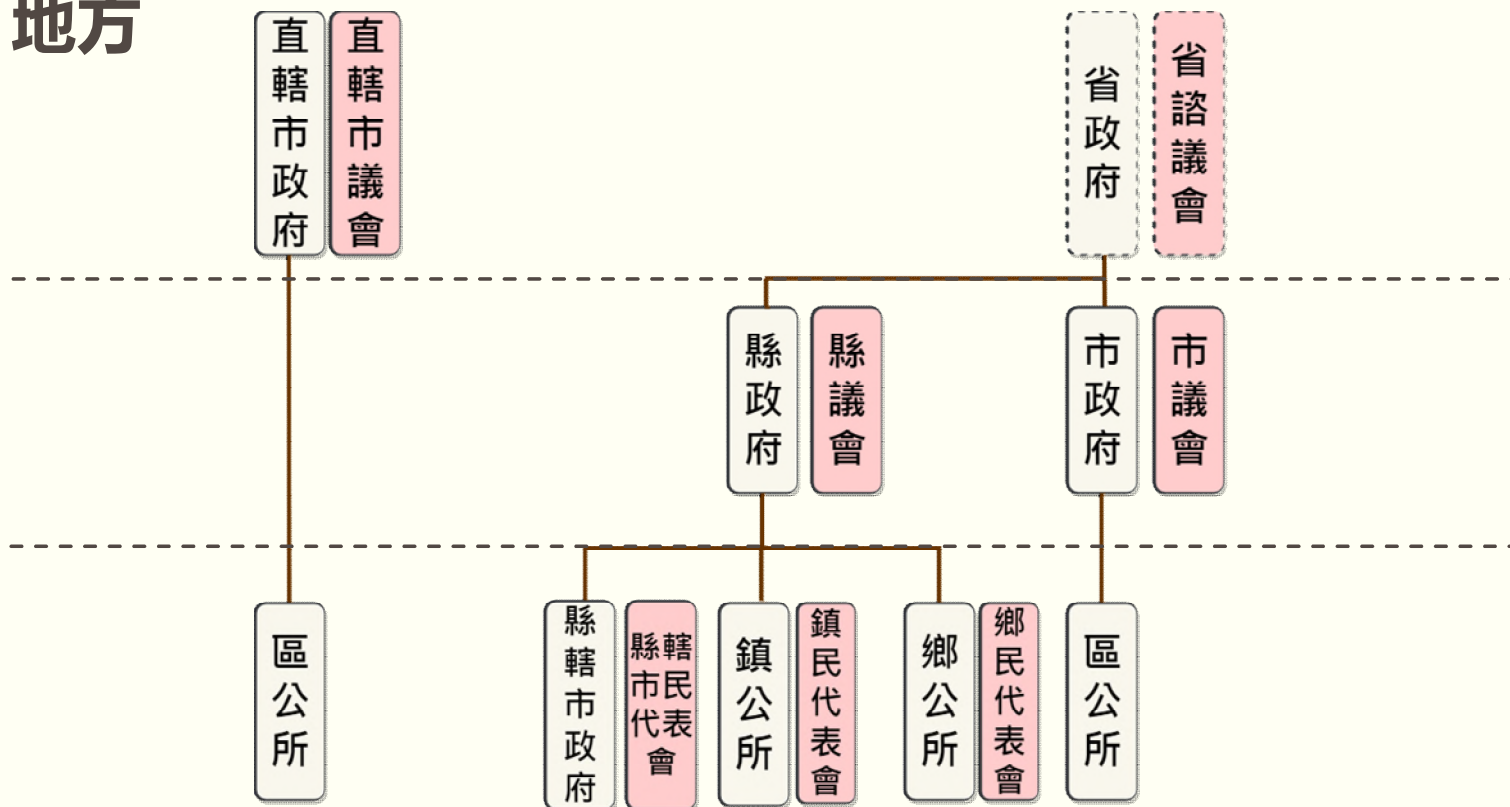 地方
直轄市政府
直轄市議會
省政府
省諮議會
縣政府
縣議會
市政府
市議會
區公所
縣轄市政府
縣轄
市民
代表
會
鎮公所
鎮民代表會
鄉公所
鄉民代表會
區公所